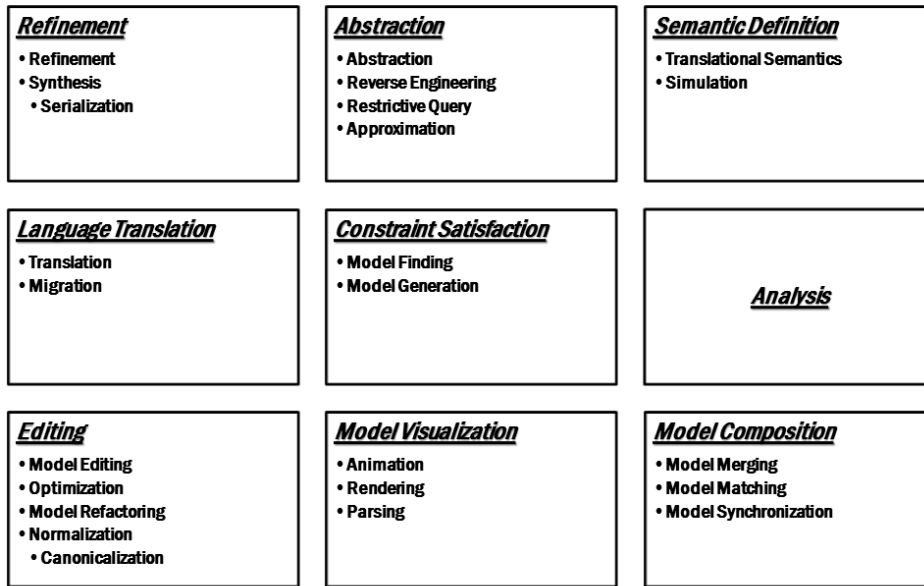 Refinement
• Refinement
• Synthesis
• Serialization
Abstraction
• Abstraction
• Reverse Engineering
• Restrictive Query
• Approximation
Semantic Definition
• Translational Semantics
• Simulation
Language Translation
• Translation
• Migration
Constraint Satisfaction
• Model Finding
• Model Generation
Analysis
Editing
• Model Editing
• Optimization
• Model Refactoring
• Normalization
• Canonicalization
Model Visualization
• Animation
• Rendering
• Parsing
Model Composition
• Model Merging
• Model Matching
• Model Synchronization